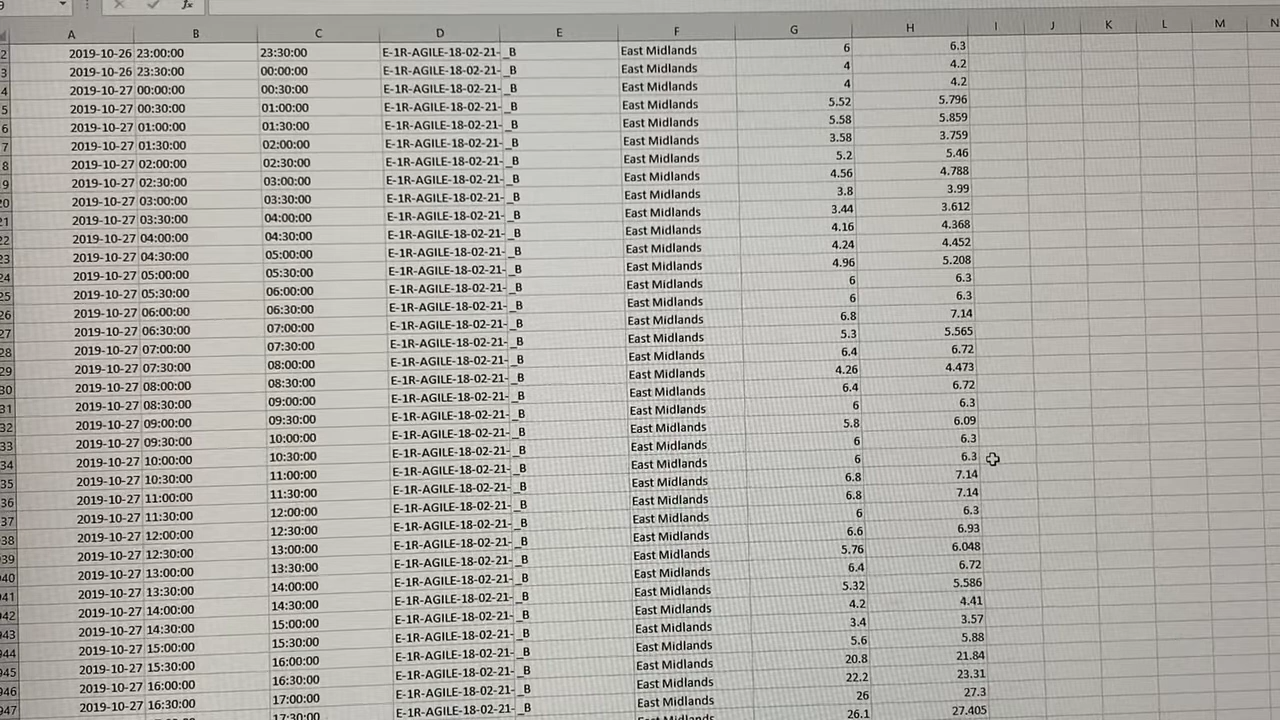 A B C D E F G H I J K L M N
2 2019-10-26 23:00:00 23:30:00 E-1R-AGILE-18-02-21- _B East Midlands 6 6.3
3 2019-10-26 23:30:00 00:00:00 E-1R-AGILE-18-02-21- _B East Midlands 4 4.2
4 2019-10-27 00:00:00 00:30:00 E-1R-AGILE-18-02-21- _B East Midlands 4 4.2
5 2019-10-27 00:30:00 01:00:00 E-1R-AGILE-18-02-21- _B East Midlands 5.52 5.796
6 2019-10-27 01:00:00 01:30:00 E-1R-AGILE-18-02-21- _B East Midlands 5.58 5.859
7 2019-10-27 01:30:00 02:00:00 E-1R-AGILE-18-02-21- _B East Midlands 3.58 3.759
8 2019-10-27 02:00:00 02:30:00 E-1R-AGILE-18-02-21- _B East Midlands 5.2 5.46
9 2019-10-27 02:30:00 03:00:00 E-1R-AGILE-18-02-21- _B East Midlands 4.56 4.788
20 2019-10-27 03:00:00 03:30:00 E-1R-AGILE-18-02-21- _B East Midlands 3.8 3.99
21 2019-10-27 03:30:00 04:00:00 E-1R-AGILE-18-02-21- _B East Midlands 3.44 3.612
22 2019-10-27 04:00:00 04:30:00 E-1R-AGILE-18-02-21- _B East Midlands 4.16 4.368
23 2019-10-27 04:30:00 05:00:00 E-1R-AGILE-18-02-21- _B East Midlands 4.24 4.452
24 2019-10-27 05:00:00 05:30:00 E-1R-AGILE-18-02-21- _B East Midlands 4.96 5.208
25 2019-10-27 05:30:00 06:00:00 E-1R-AGILE-18-02-21- _B East Midlands 6 6.3
26 2019-10-27 06:00:00 06:30:00 E-1R-AGILE-18-02-21- _B East Midlands 6 6.3
27 2019-10-27 06:30:00 07:00:00 E-1R-AGILE-18-02-21- _B East Midlands 6.8 7.14
28 2019-10-27 07:00:00 07:30:00 E-1R-AGILE-18-02-21- _B East Midlands 5.3 5.565
29 2019-10-27 07:30:00 08:00:00 E-1R-AGILE-18-02-21- _B East Midlands 6.4 6.72
30 2019-10-27 08:00:00 08:30:00 E-1R-AGILE-18-02-21- _B East Midlands 4.26 4.473
31 2019-10-27 08:30:00 09:00:00 E-1R-AGILE-18-02-21- _B East Midlands 6.4 6.72
32 2019-10-27 09:00:00 09:30:00 E-1R-AGILE-18-02-21- _B East Midlands 6 6.3
33 2019-10-27 09:30:00 10:00:00 E-1R-AGILE-18-02-21- _B East Midlands 5.8 6.09
34 2019-10-27 10:00:00 10:30:00 E-1R-AGILE-18-02-21- _B East Midlands 6 6.3
35 2019-10-27 10:30:00 11:00:00 E-1R-AGILE-18-02-21- _B East Midlands 6 6.3
36 2019-10-27 11:00:00 11:30:00 E-1R-AGILE-18-02-21- _B East Midlands 6.8 7.14
37 2019-10-27 11:30:00 12:00:00 E-1R-AGILE-18-02-21- _B East Midlands 6.8 7.14
938 2019-10-27 12:00:00 12:30:00 E-1R-AGILE-18-02-21- _B East Midlands 6 6.3
939 2019-10-27 12:30:00 13:00:00 E-1R-AGILE-18-02-21- _B East Midlands 6.6 6.93
940 2019-10-27 13:00:00 13:30:00 E-1R-AGILE-18-02-21- _B East Midlands 5.76 6.048
941 2019-10-27 13:30:00 14:00:00 E-1R-AGILE-18-02-21- _B East Midlands 6.4 6.72
942 2019-10-27 14:00:00 14:30:00 E-1R-AGILE-18-02-21- _B East Midlands 5.32 5.586
943 2019-10-27 14:30:00 15:00:00 E-1R-AGILE-18-02-21- _B East Midlands 4.2 4.41
944 2019-10-27 15:00:00 15:30:00 E-1R-AGILE-18-02-21- _B East Midlands 3.4 3.57
945 2019-10-27 15:30:00 16:00:00 E-1R-AGILE-18-02-21- _B East Midlands 5.6 5.88
946 2019-10-27 16:00:00 16:30:00 E-1R-AGILE-18-02-21- _B East Midlands 20.8 21.84
947 2019-10-27 16:30:00 17:00:00 E-1R-AGILE-18-02-21- _B East Midlands 22.2 23.31
17:30:00 E-1R-AGILE-18-02-21- _B East Midlands 26 27.3
26.1 27.405